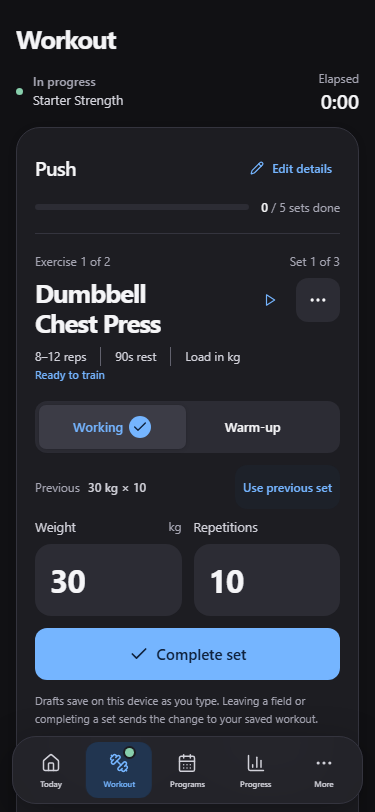 Workout
In progress
Starter Strength
Elapsed
0:00
Push
Edit details
0 / 5 sets done
Exercise 1 of 2
Set 1 of 3
Dumbbell
Chest Press
8–12 reps
90s rest
Load in kg
Ready to train
Working
Warm-up
Previous 30 kg × 10
Use previous set
Weight
kg
Repetitions
30
10
Complete set
Drafts save on this device as you type. Leaving a field or
completing a set sends the change to your saved workout.
Today
Workout
Programs
Progress
More